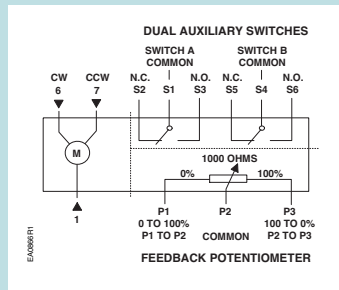 DUAL AUXILIARY SWITCHES
SWITCH A SWITCH B
COMMON COMMON
CW CCW N.C. N.O. N.C. N.O.
6 7 S2 S1 S3 S5 S4 S6
M
1000 OHMS
0% 100%
1
P1 P2 P3
0 TO 100% 100 TO 0%
P1 TO P2 COMMON P2 TO P3
FEEDBACK POTENTIOMETER
EA0866R1